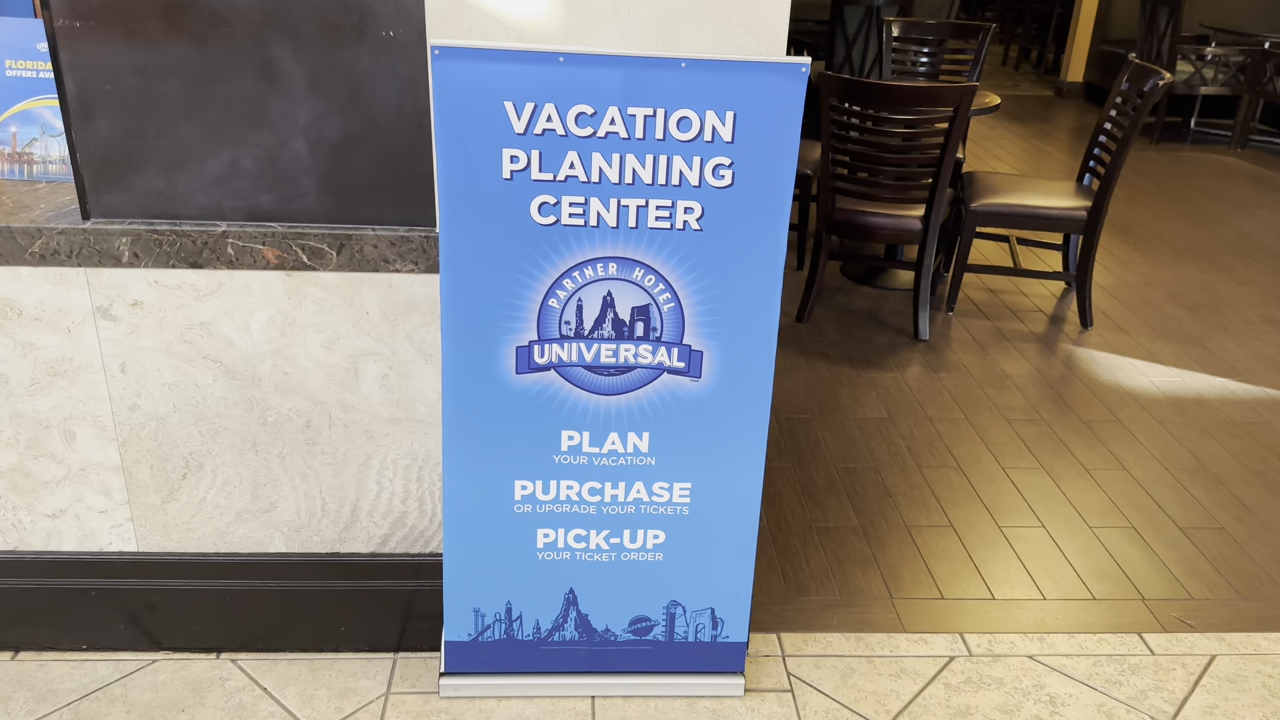 FLORIDA
OFFERS
VACATION
PLANNING
CENTER
PARTNER HOTEL
UNIVERSAL
PLAN
YOUR VACATION
PURCHASE
OR UPGRADE YOUR TICKETS
PICK-UP
YOUR TICKET ORDER
UNIVERSAL